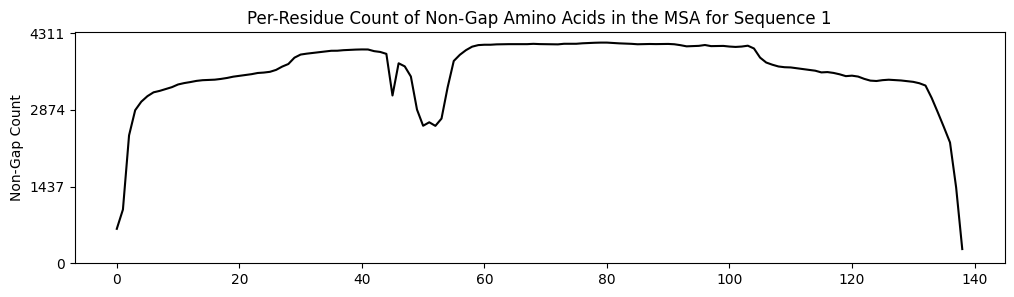 Per-Residue Count of Non-Gap Amino Acids in the MSA for Sequence 1
Non-Gap Count
4311
2874
1437
0
0 20 40 60 80 100 120 140